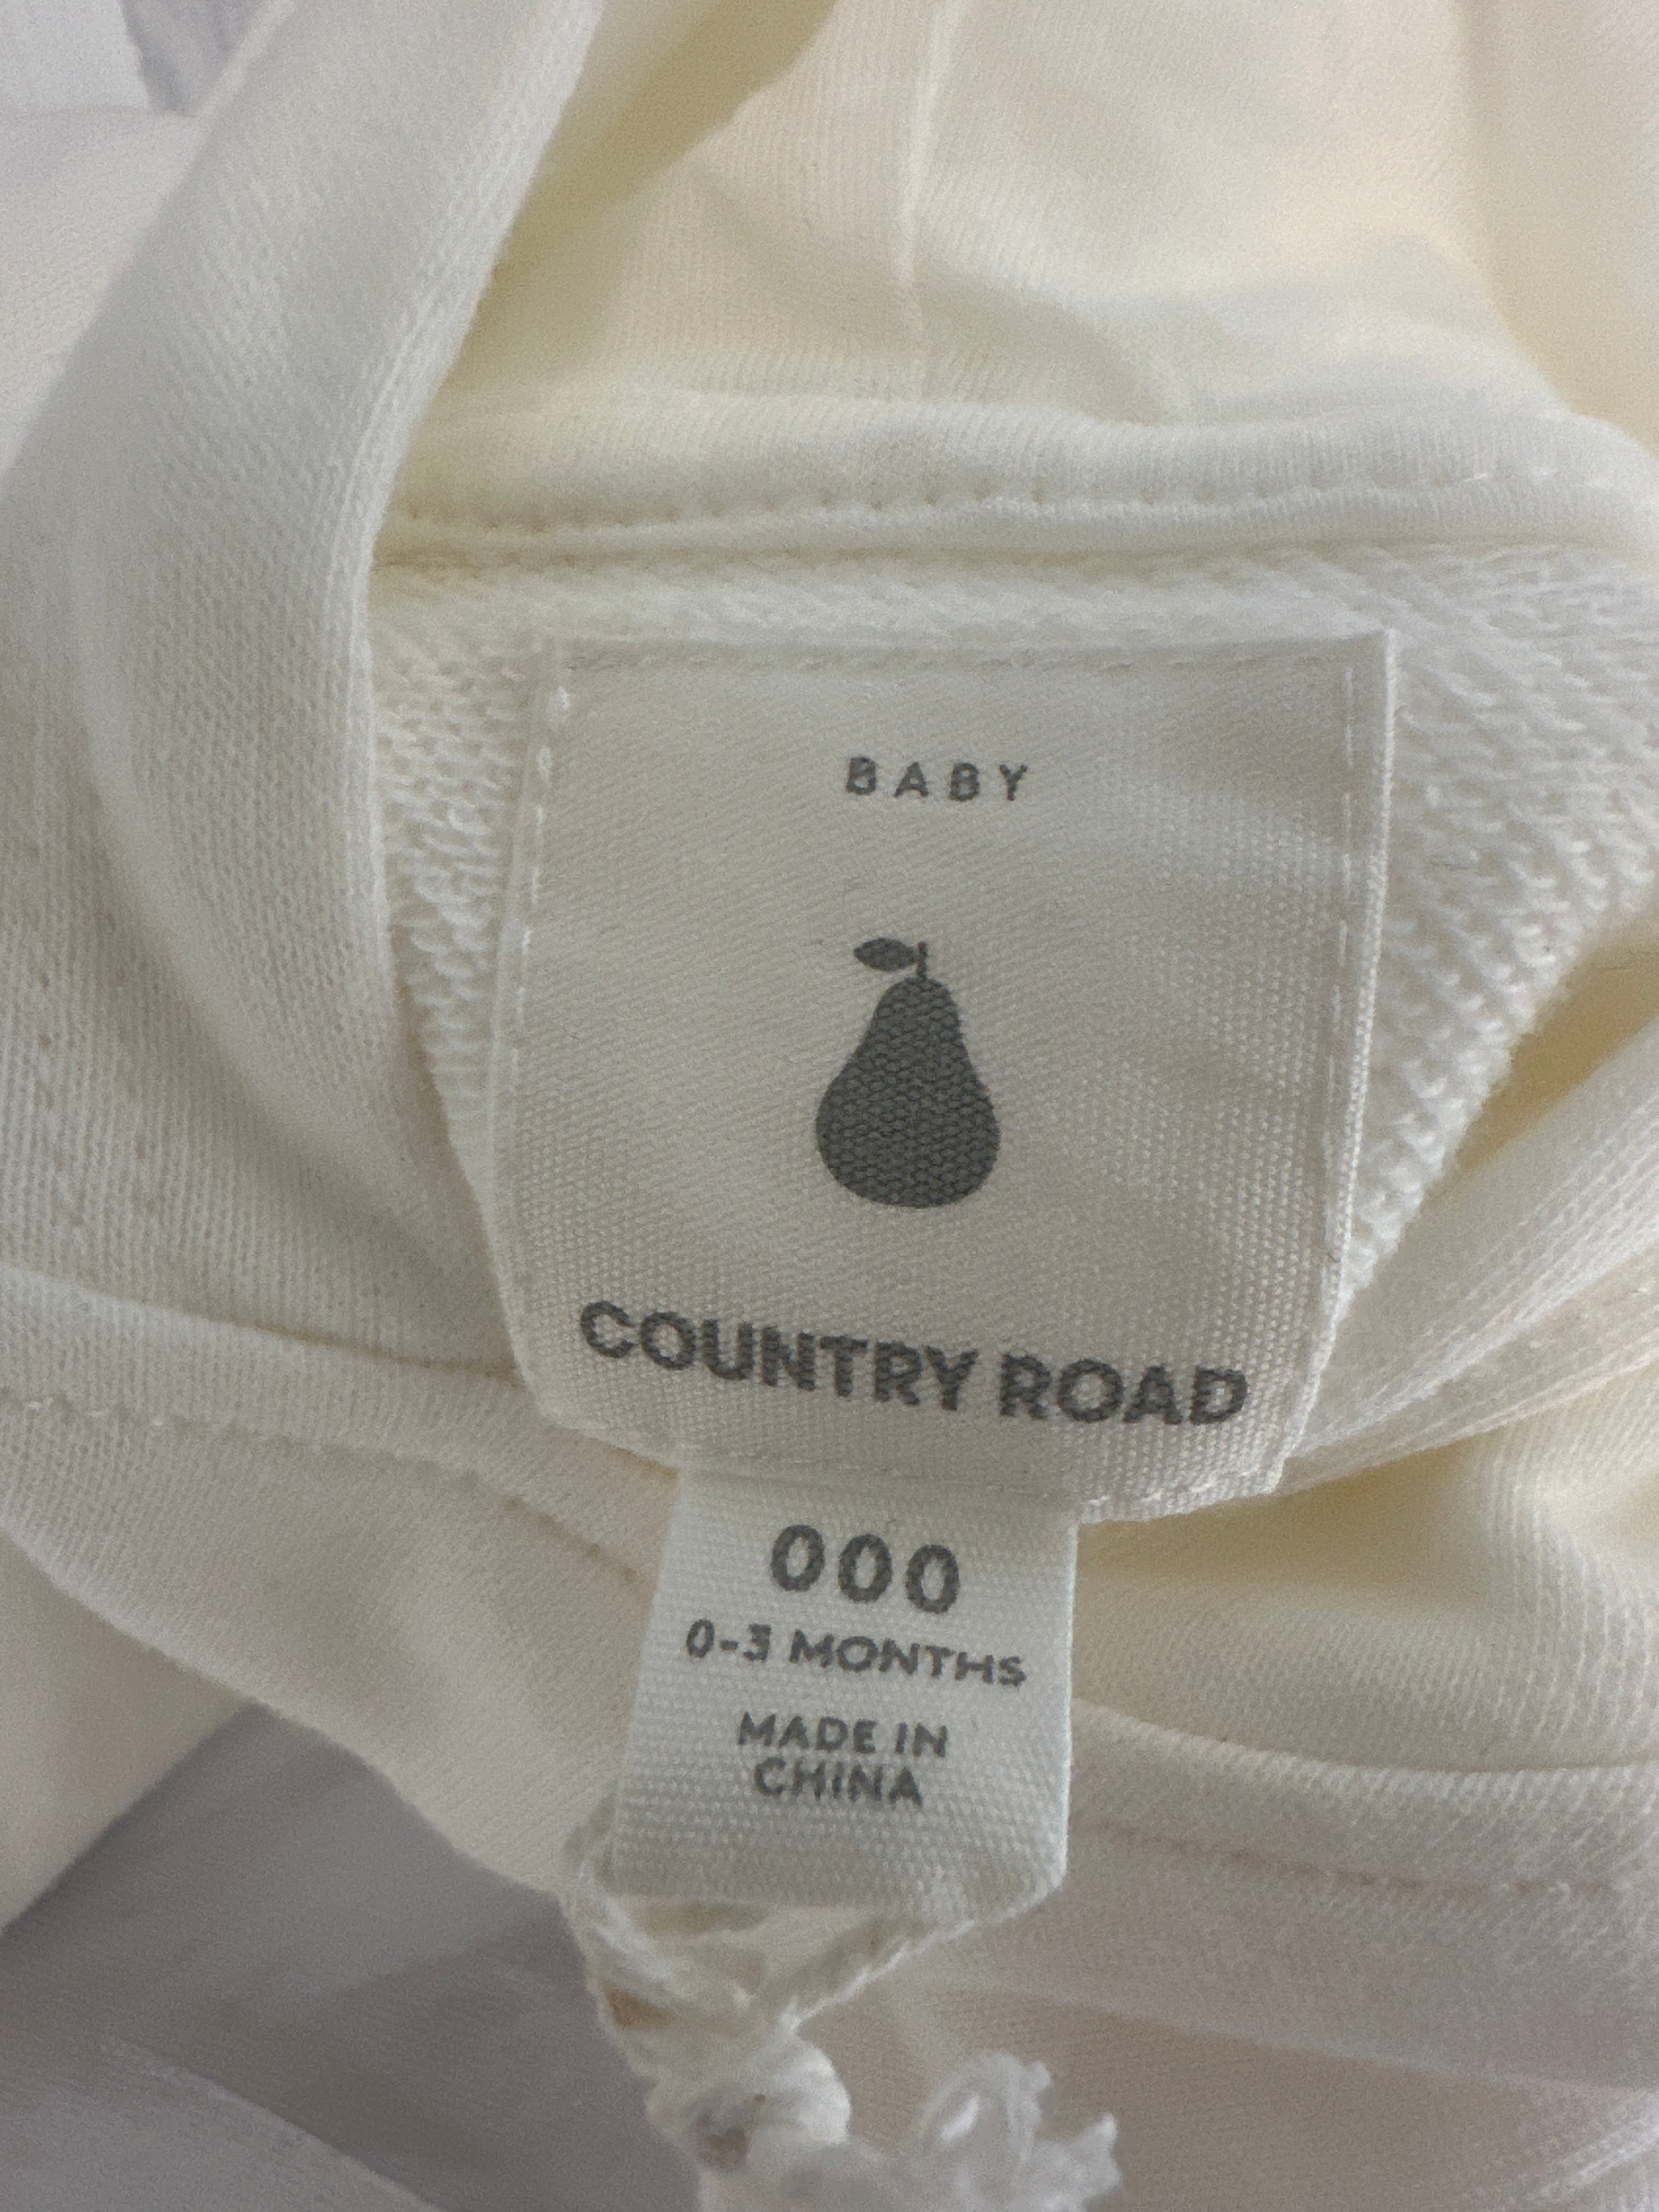 BABY
COUNTRY ROAD
000
0-3 MONTHS
MADE IN
CHINA